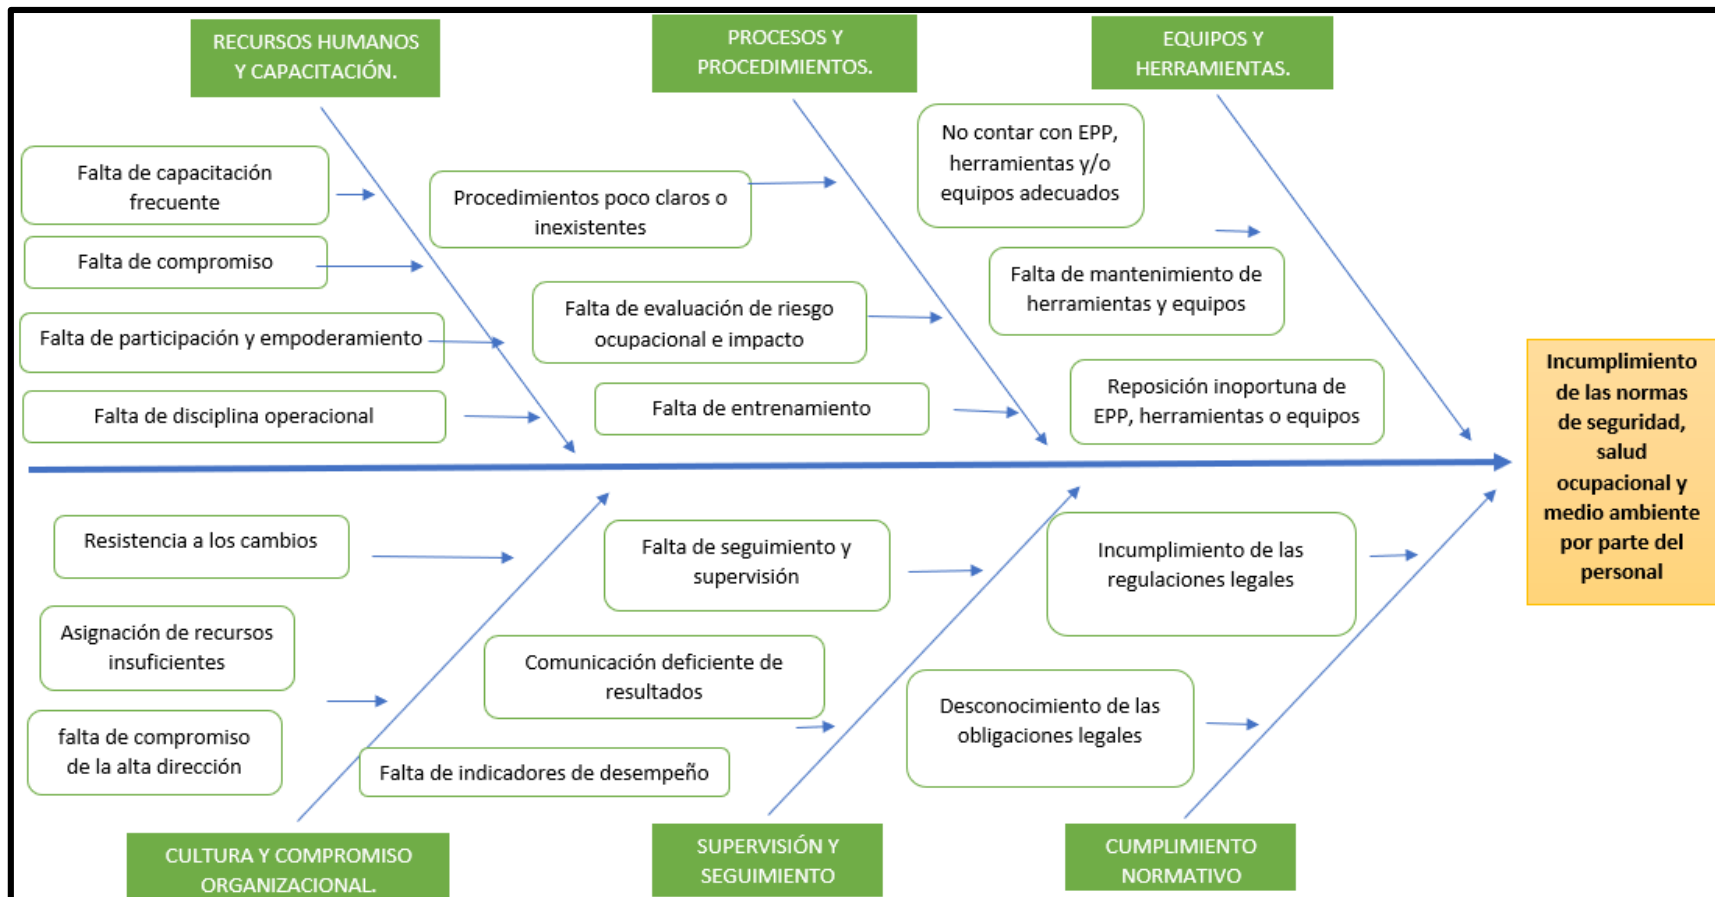 RECURSOS HUMANOS
Y CAPACITACIÓN.
PROCESOS Y
PROCEDIMIENTOS.
EQUIPOS Y
HERRAMIENTAS.
Falta de capacitación
frecuente
Falta de compromiso
Falta de participación y empoderamiento
Falta de disciplina operacional
Procedimientos poco claros o
inexistentes
Falta de evaluación de riesgo
ocupacional e impacto
Falta de entrenamiento
No contar con EPP,
herramientas y/o
equipos adecuados
Falta de mantenimiento de
herramientas y equipos
Reposición inoportuna de
EPP, herramientas o equipos
Incumplimiento
de las normas
de seguridad,
salud
ocupacional y
medio ambiente
por parte del
personal
Resistencia a los cambios
Asignación de recursos
insuficientes
falta de compromiso
de la alta dirección
Falta de seguimiento y
supervisión
Comunicación deficiente de
resultados
Falta de indicadores de desempeño
Incumplimiento de las
regulaciones legales
Desconocimiento de las
obligaciones legales
CULTURA Y COMPROMISO
ORGANIZACIONAL.
SUPERVISIÓN Y
SEGUIMIENTO
CUMPLIMIENTO
NORMATIVO